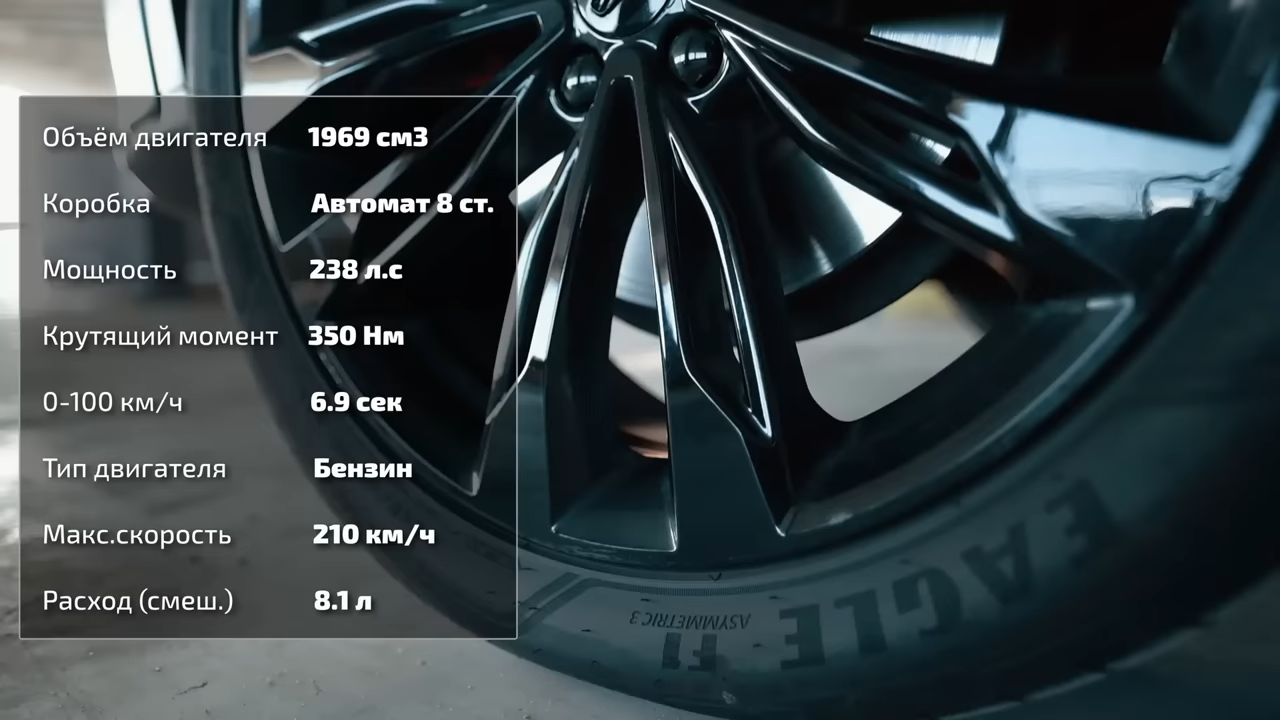 Объём двигателя 1969 см3
Коробка Автомат 8 ст.
Мощность 238 л.с
Крутящий момент 350 Нм
0-100 км/ч 6.9 сек
Тип двигателя Бензин
Макс.скорость 210 км/ч
Расход (смеш.) 8.1 л
EAGLE F1
ASYMMETRIC 3